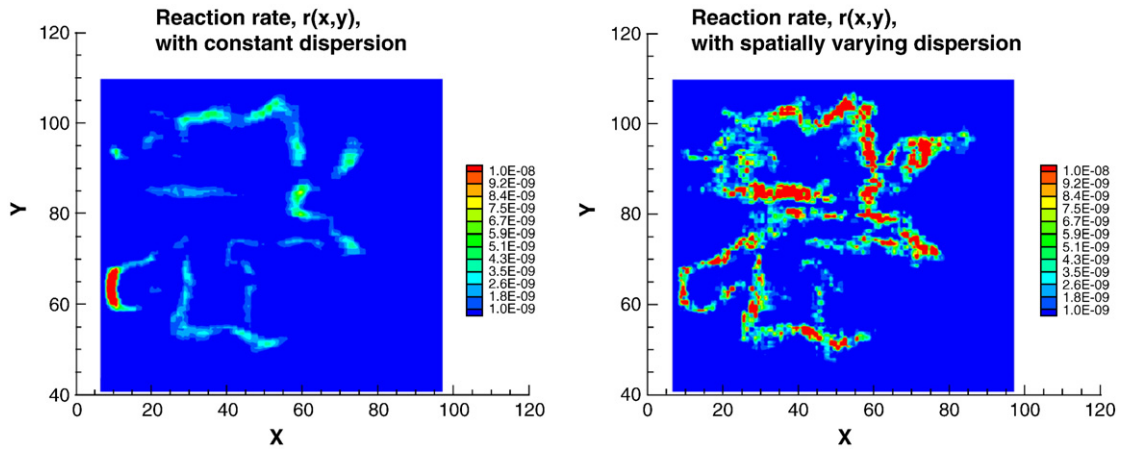 Reaction rate, r(x,y),
with constant dispersion
120
100
80
60
40
Y
0
20
40
60
80
100
120
X
1.0E-08
9.2E-09
8.4E-09
7.5E-09
6.7E-09
5.9E-09
5.1E-09
4.3E-09
3.5E-09
2.6E-09
1.8E-09
1.0E-09
Reaction rate, r(x,y),
with spatially varying dispersion
120
100
80
60
40
Y
0
20
40
60
80
100
120
X
1.0E-08
9.2E-09
8.4E-09
7.5E-09
6.7E-09
5.9E-09
5.1E-09
4.3E-09
3.5E-09
2.6E-09
1.8E-09
1.0E-09